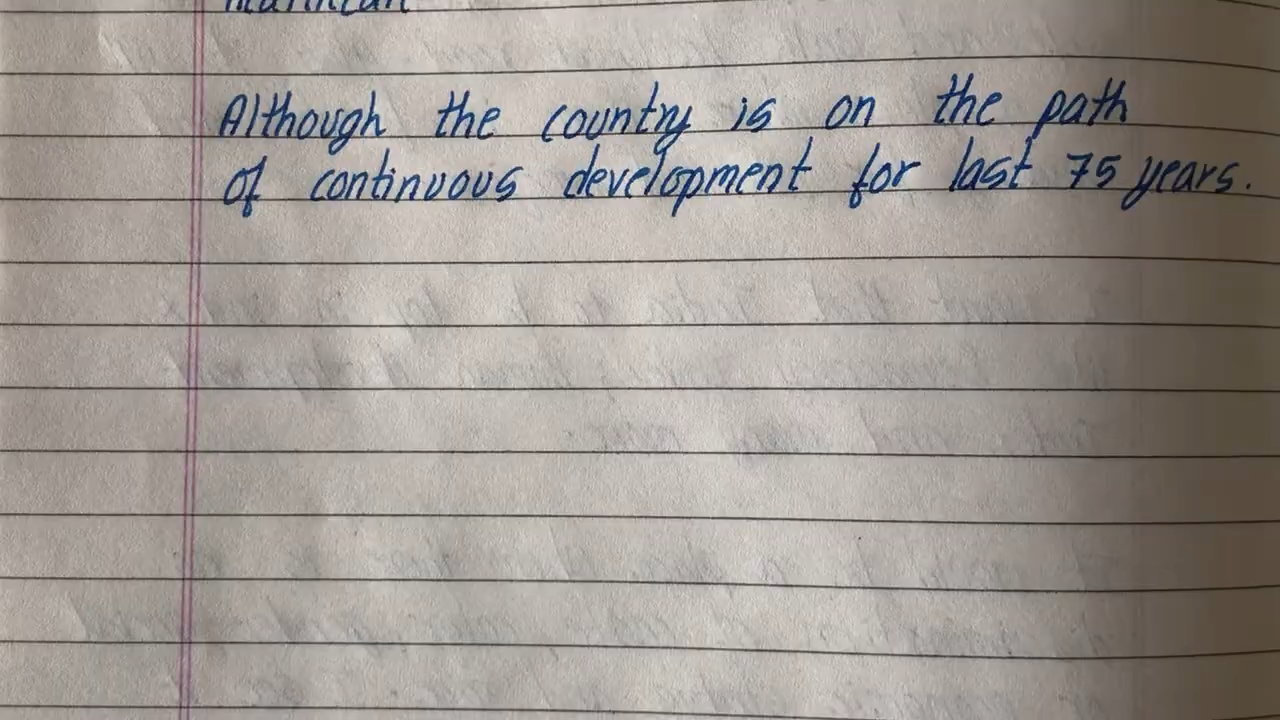 Although the country is on the path
of continuous development for last 75 years.